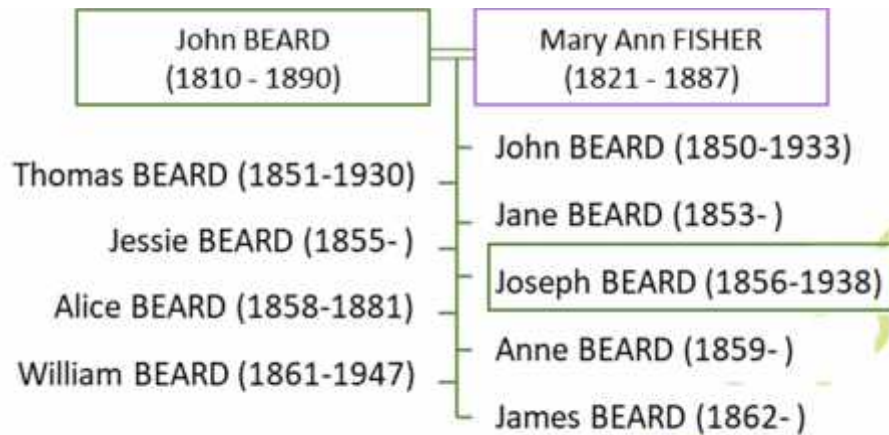 John BEARD
(1810 - 1890)
Mary Ann FISHER
(1821 - 1887)
John BEARD (1850-1933)
Thomas BEARD (1851-1930)
Jane BEARD (1853- )
Jessie BEARD (1855- )
Joseph BEARD (1856-1938)
Alice BEARD (1858-1881)
Anne BEARD (1859- )
William BEARD (1861-1947)
James BEARD (1862- )